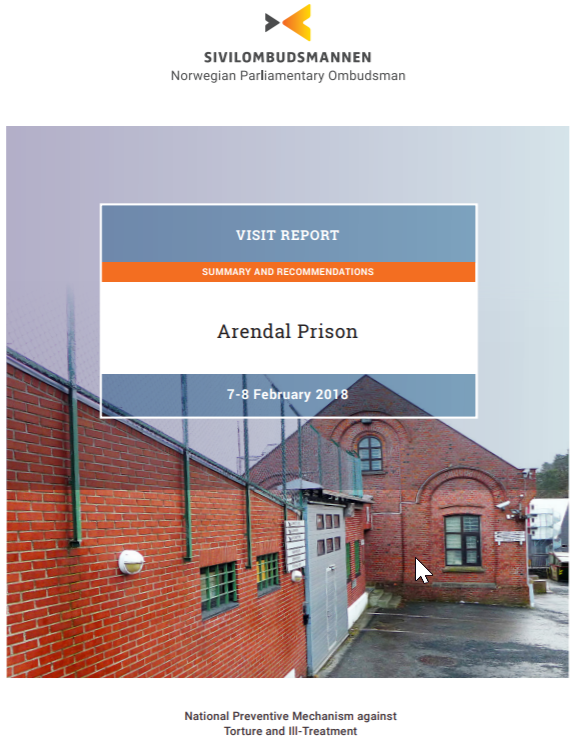 SIVILOMBUDSMANNEN
Norwegian Parliamentary Ombudsman
VISIT REPORT
SUMMARY AND RECOMMENDATIONS
Arendal Prison
7-8 February 2018
National Preventive Mechanism against
Torture and Ill-Treatment